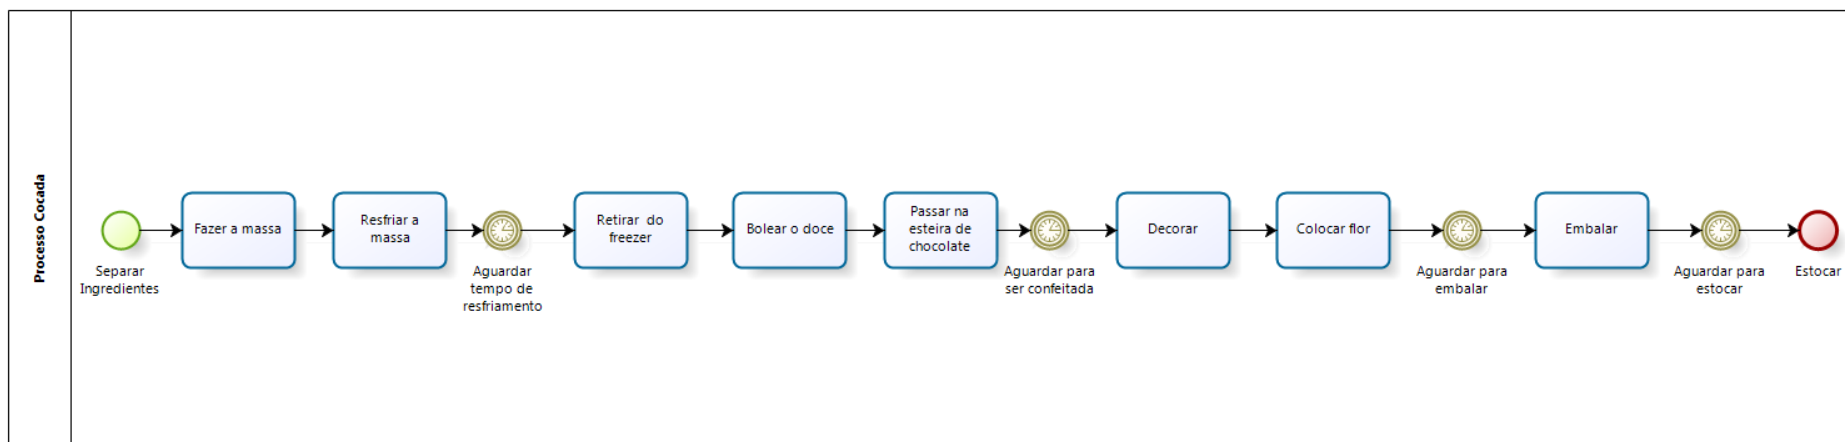 Processo Cocada
Separar
Ingredientes
Fazer a massa
Resfriar a
massa
Aguardar
tempo de
resfriamento
Retirar do
freezer
Bolear o doce
Passar na
esteira de
chocolate
Aguardar para
ser confeitada
Decorar
Colocar flor
Aguardar para
embalar
Embalar
Aguardar para
estocar
Estocar